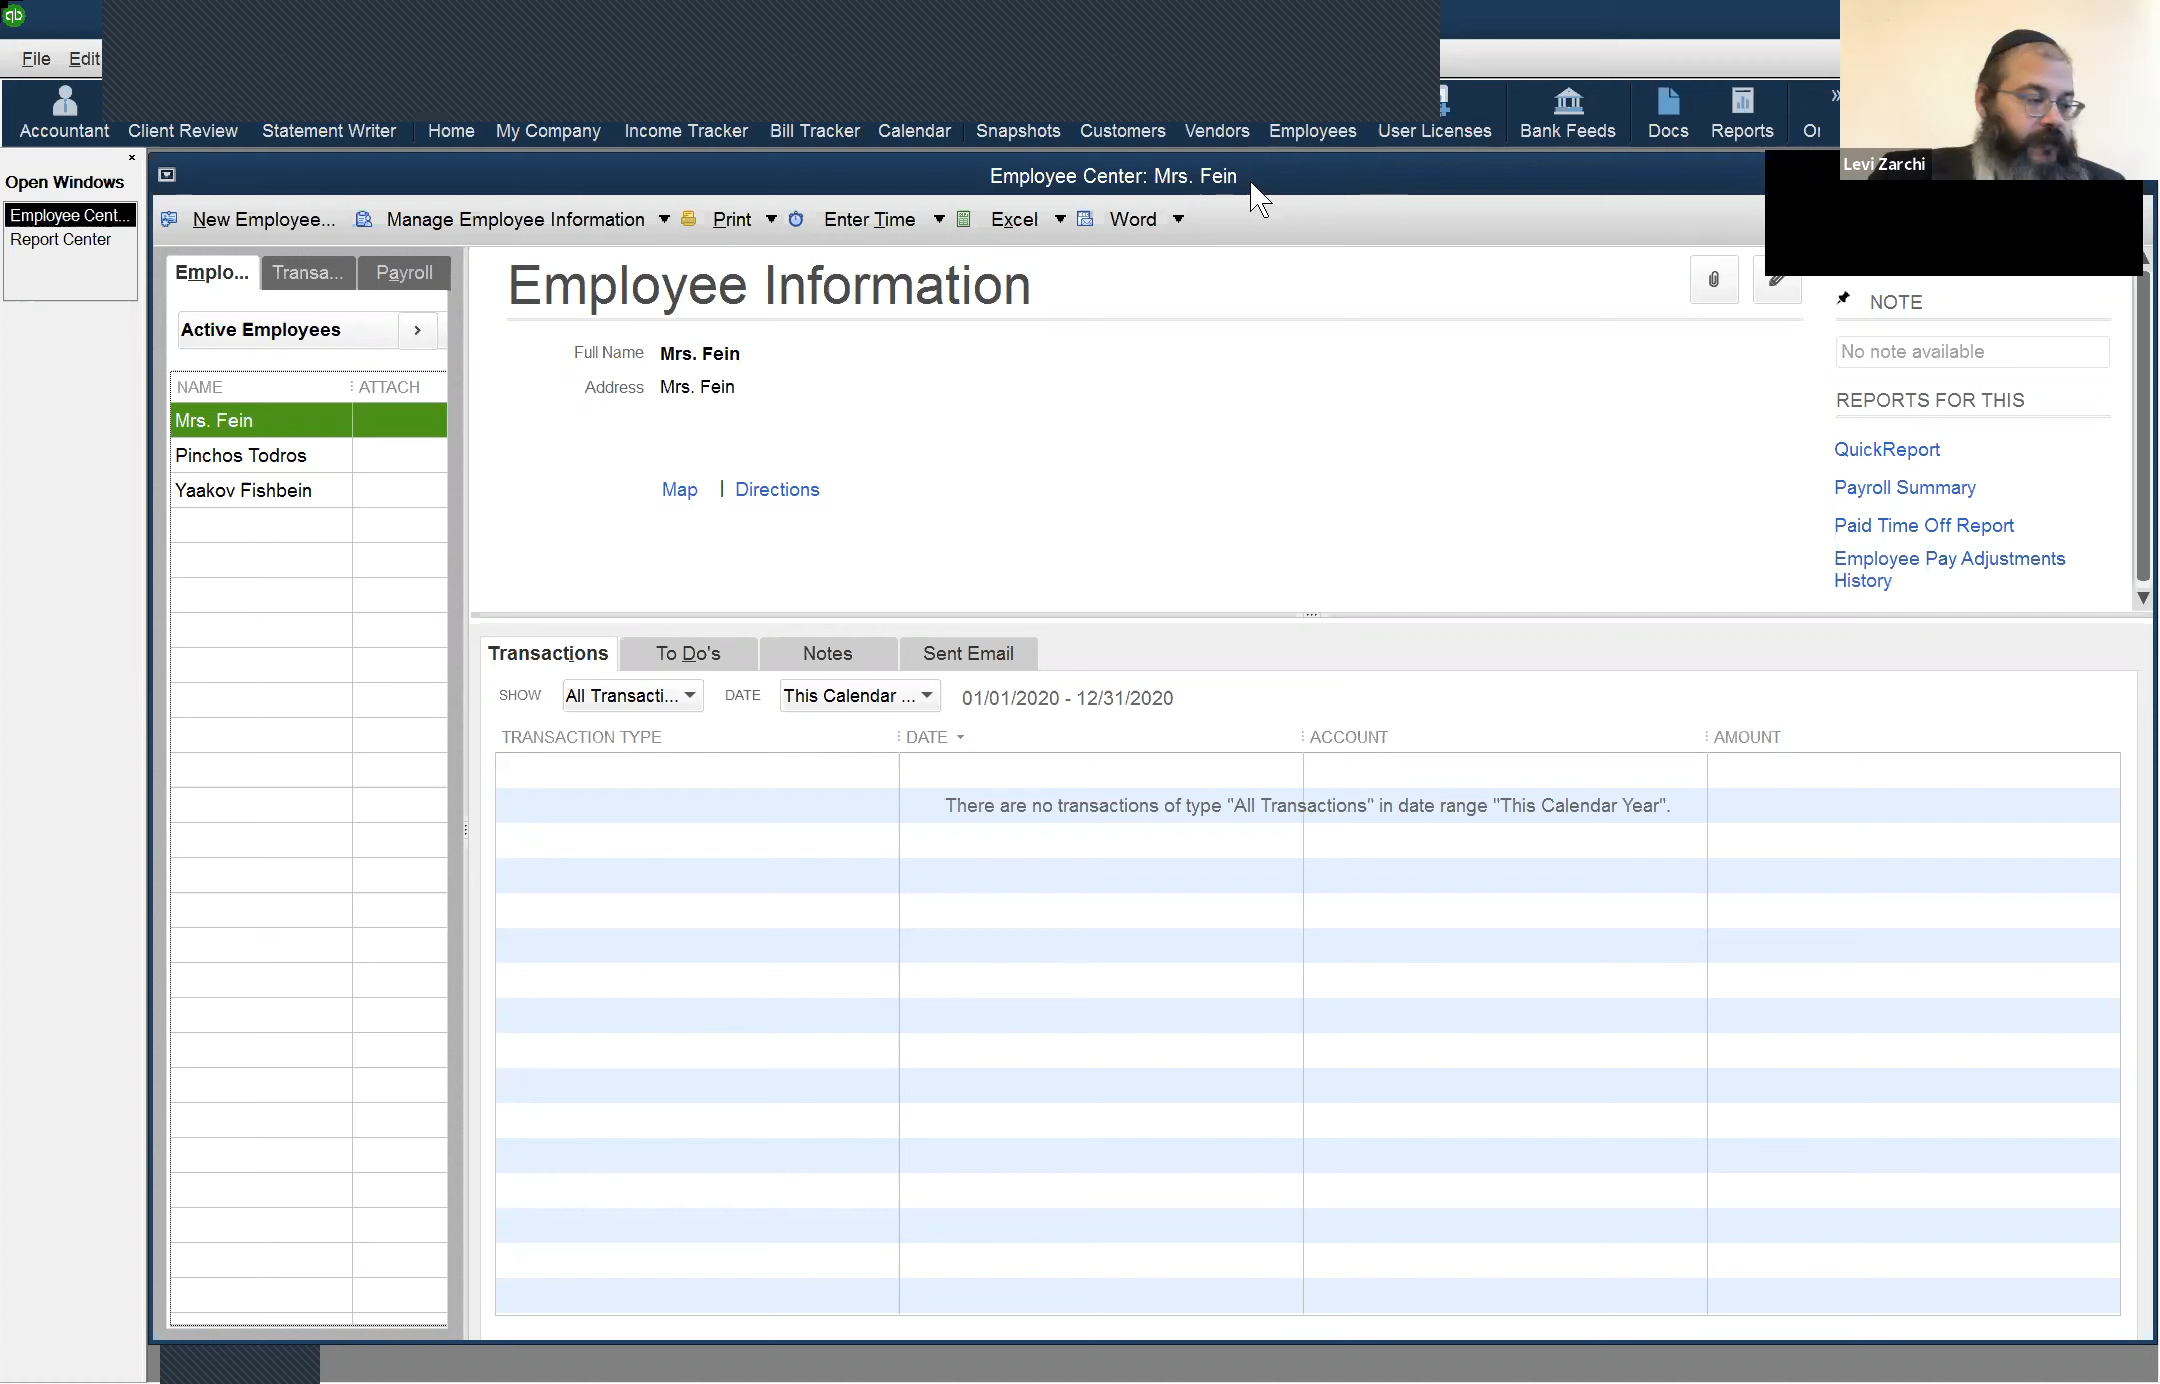 qb
File Edit
Accountant Client Review Statement Writer Home My Company Income Tracker Bill Tracker Calendar Snapshots Customers Vendors Employees User Licenses Bank Feeds Docs Reports
Levi Zarchi
Open Windows
Employee Cent...
Report Center
Employee Center: Mrs. Fein
New Employee... Manage Employee Information Print Enter Time Excel Word
Emplo... Transa... Payroll
Active Employees
NAME ATTACH
Mrs. Fein
Pinchos Todros
Yaakov Fishbein
Employee Information
Full Name Mrs. Fein
Address Mrs. Fein
Map | Directions
NOTE
No note available
REPORTS FOR THIS
QuickReport
Payroll Summary
Paid Time Off Report
Employee Pay Adjustments
History
Transactions To Do's Notes Sent Email
SHOW All Transacti... DATE This Calendar ... 01/01/2020 - 12/31/2020
TRANSACTION TYPE DATE ACCOUNT AMOUNT
There are no transactions of type "All Transactions" in date range "This Calendar Year".